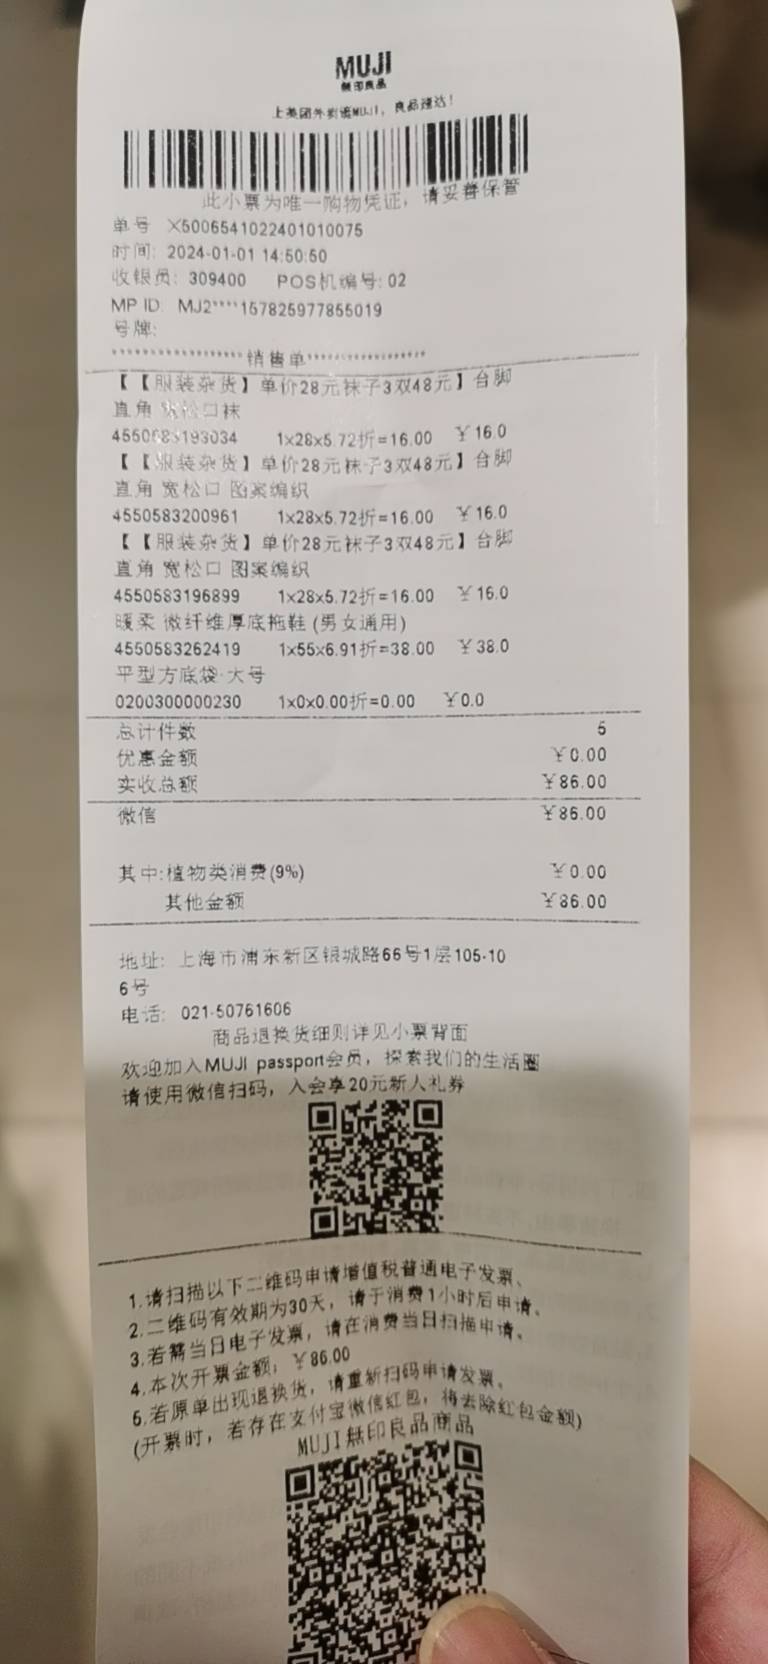 MUJI
無印良品
上美团外卖搜MUJI，良品速达！
此小票为唯一购物凭证，请妥善保管
单号 X5006541022401010075
时间: 2024-01-01 14:50:50
收银员: 309400 POS机编号: 02
MP ID: MJ2****157825977855019
号牌:
*******************销售单*****************
【【服装杂货】单价28元袜子3双48元】合脚
直角 宽松口袜
4550583193034 1×28×5.72折=16.00 ￥16.0
【【服装杂货】单价28元袜子3双48元】合脚
直角 宽松口 图案编织
4550583200961 1×28×5.72折=16.00 ￥16.0
【【服装杂货】单价28元袜子3双48元】合脚
直角 宽松口 图案编织
4550583196899 1×28×5.72折=16.00 ￥16.0
暖柔 微纤维厚底拖鞋 (男女通用)
4550583262419 1×55×6.91折=38.00 ￥38.0
平型方底袋·大号
0200300000230 1×0×0.00折=0.00 ￥0.0
总计件数 5
优惠金额 ￥0.00
实收总额 ￥86.00
微信 ￥86.00
其中:植物类消费(9%) ￥0.00
其他金额 ￥86.00
地址: 上海市浦东新区银城路66号1层105-10
6号
电话: 021-50761606
商品退换货细则详见小票背面
欢迎加入MUJI passport会员，探索我们的生活圈
请使用微信扫码，入会享20元新人礼券
1.请扫描以下二维码申请增值税普通电子发票、
2.二维码有效期为30天，请于消费1小时后申请。
3.若需当日电子发票，请在消费当日扫描申请。
4.本次开票金额：￥86.00
5.若原单出现退换货，请重新扫码申请发票、
(开票时，若存在支付宝微信红包，将去除红包金额)
MUJI無印良品商品